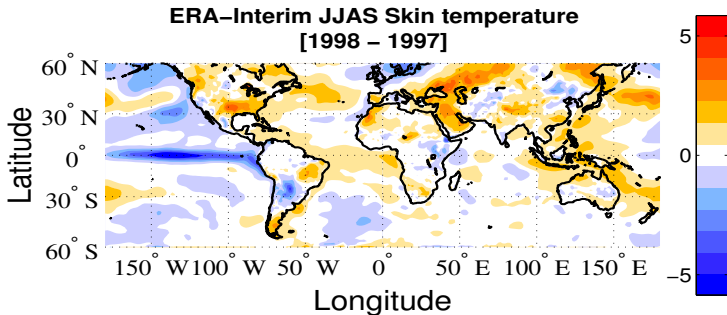 ERA−Interim JJAS Skin temperature
[1998 − 1997]
60° N
30° N
0°
30° S
60° S
Latitude
150° W 100° W 50° W 0° 50° E 100° E 150° E
Longitude
5
0
−5